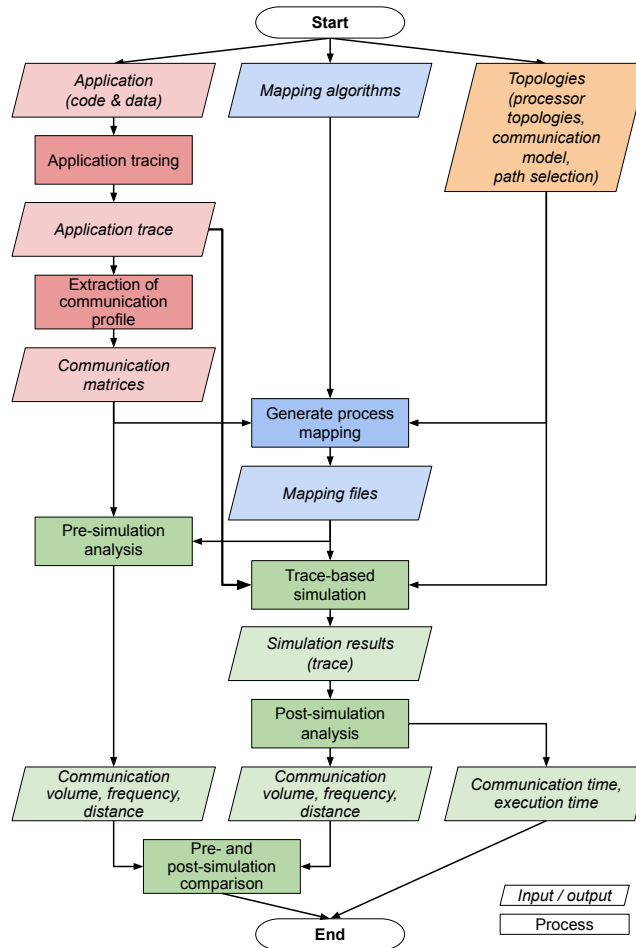 Start
Application
(code & data)
Mapping algorithms
Topologies
(processor
topologies,
communication
model,
path selection)
Application tracing
Application trace
Extraction of
communication
profile
Communication
matrices
Generate process
mapping
Mapping files
Pre-simulation
analysis
Trace-based
simulation
Simulation results
(trace)
Post-simulation
analysis
Communication
volume, frequency,
distance
Communication
volume, frequency,
distance
Communication time,
execution time
Pre- and
post-simulation
comparison
Input / output
Process
End